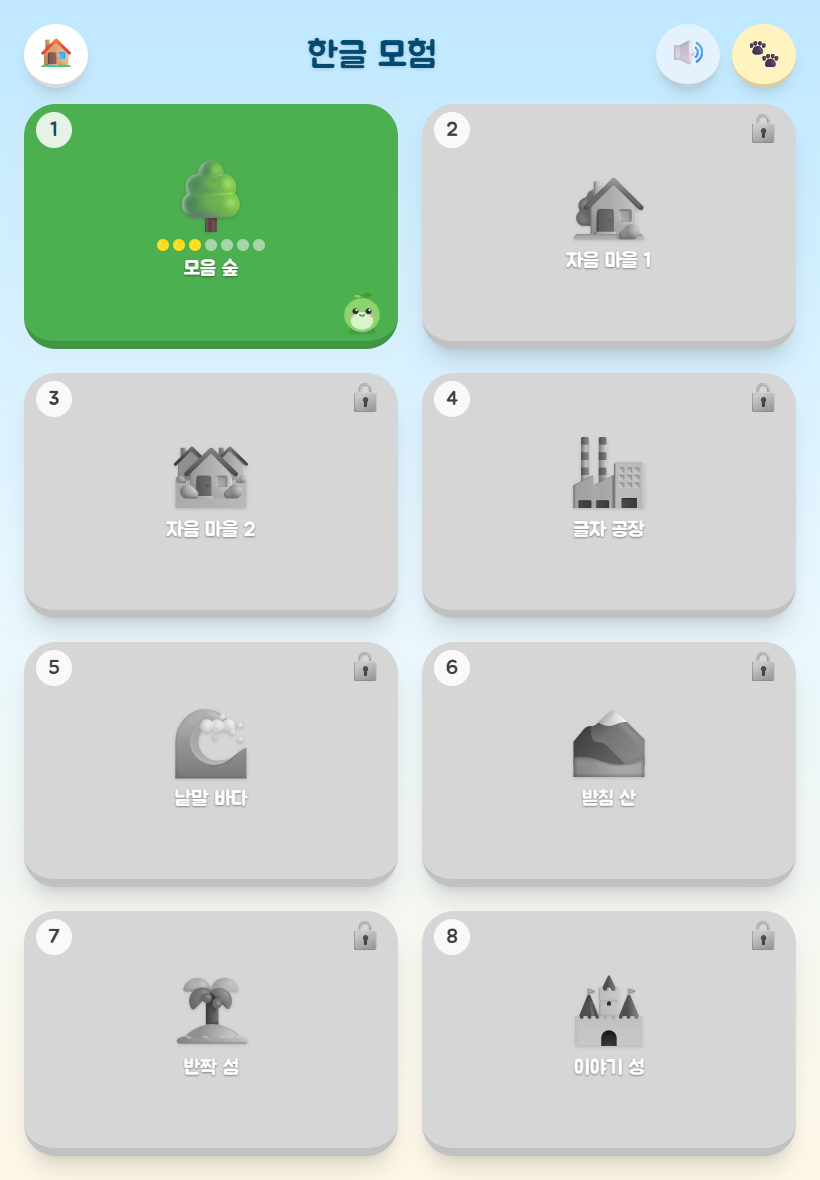 한글 모험
1
모음 숲
2
자음 마을 1
3
자음 마을 2
4
글자 공장
5
낱말 바다
6
받침 산
7
반짝 섬
8
이야기 성